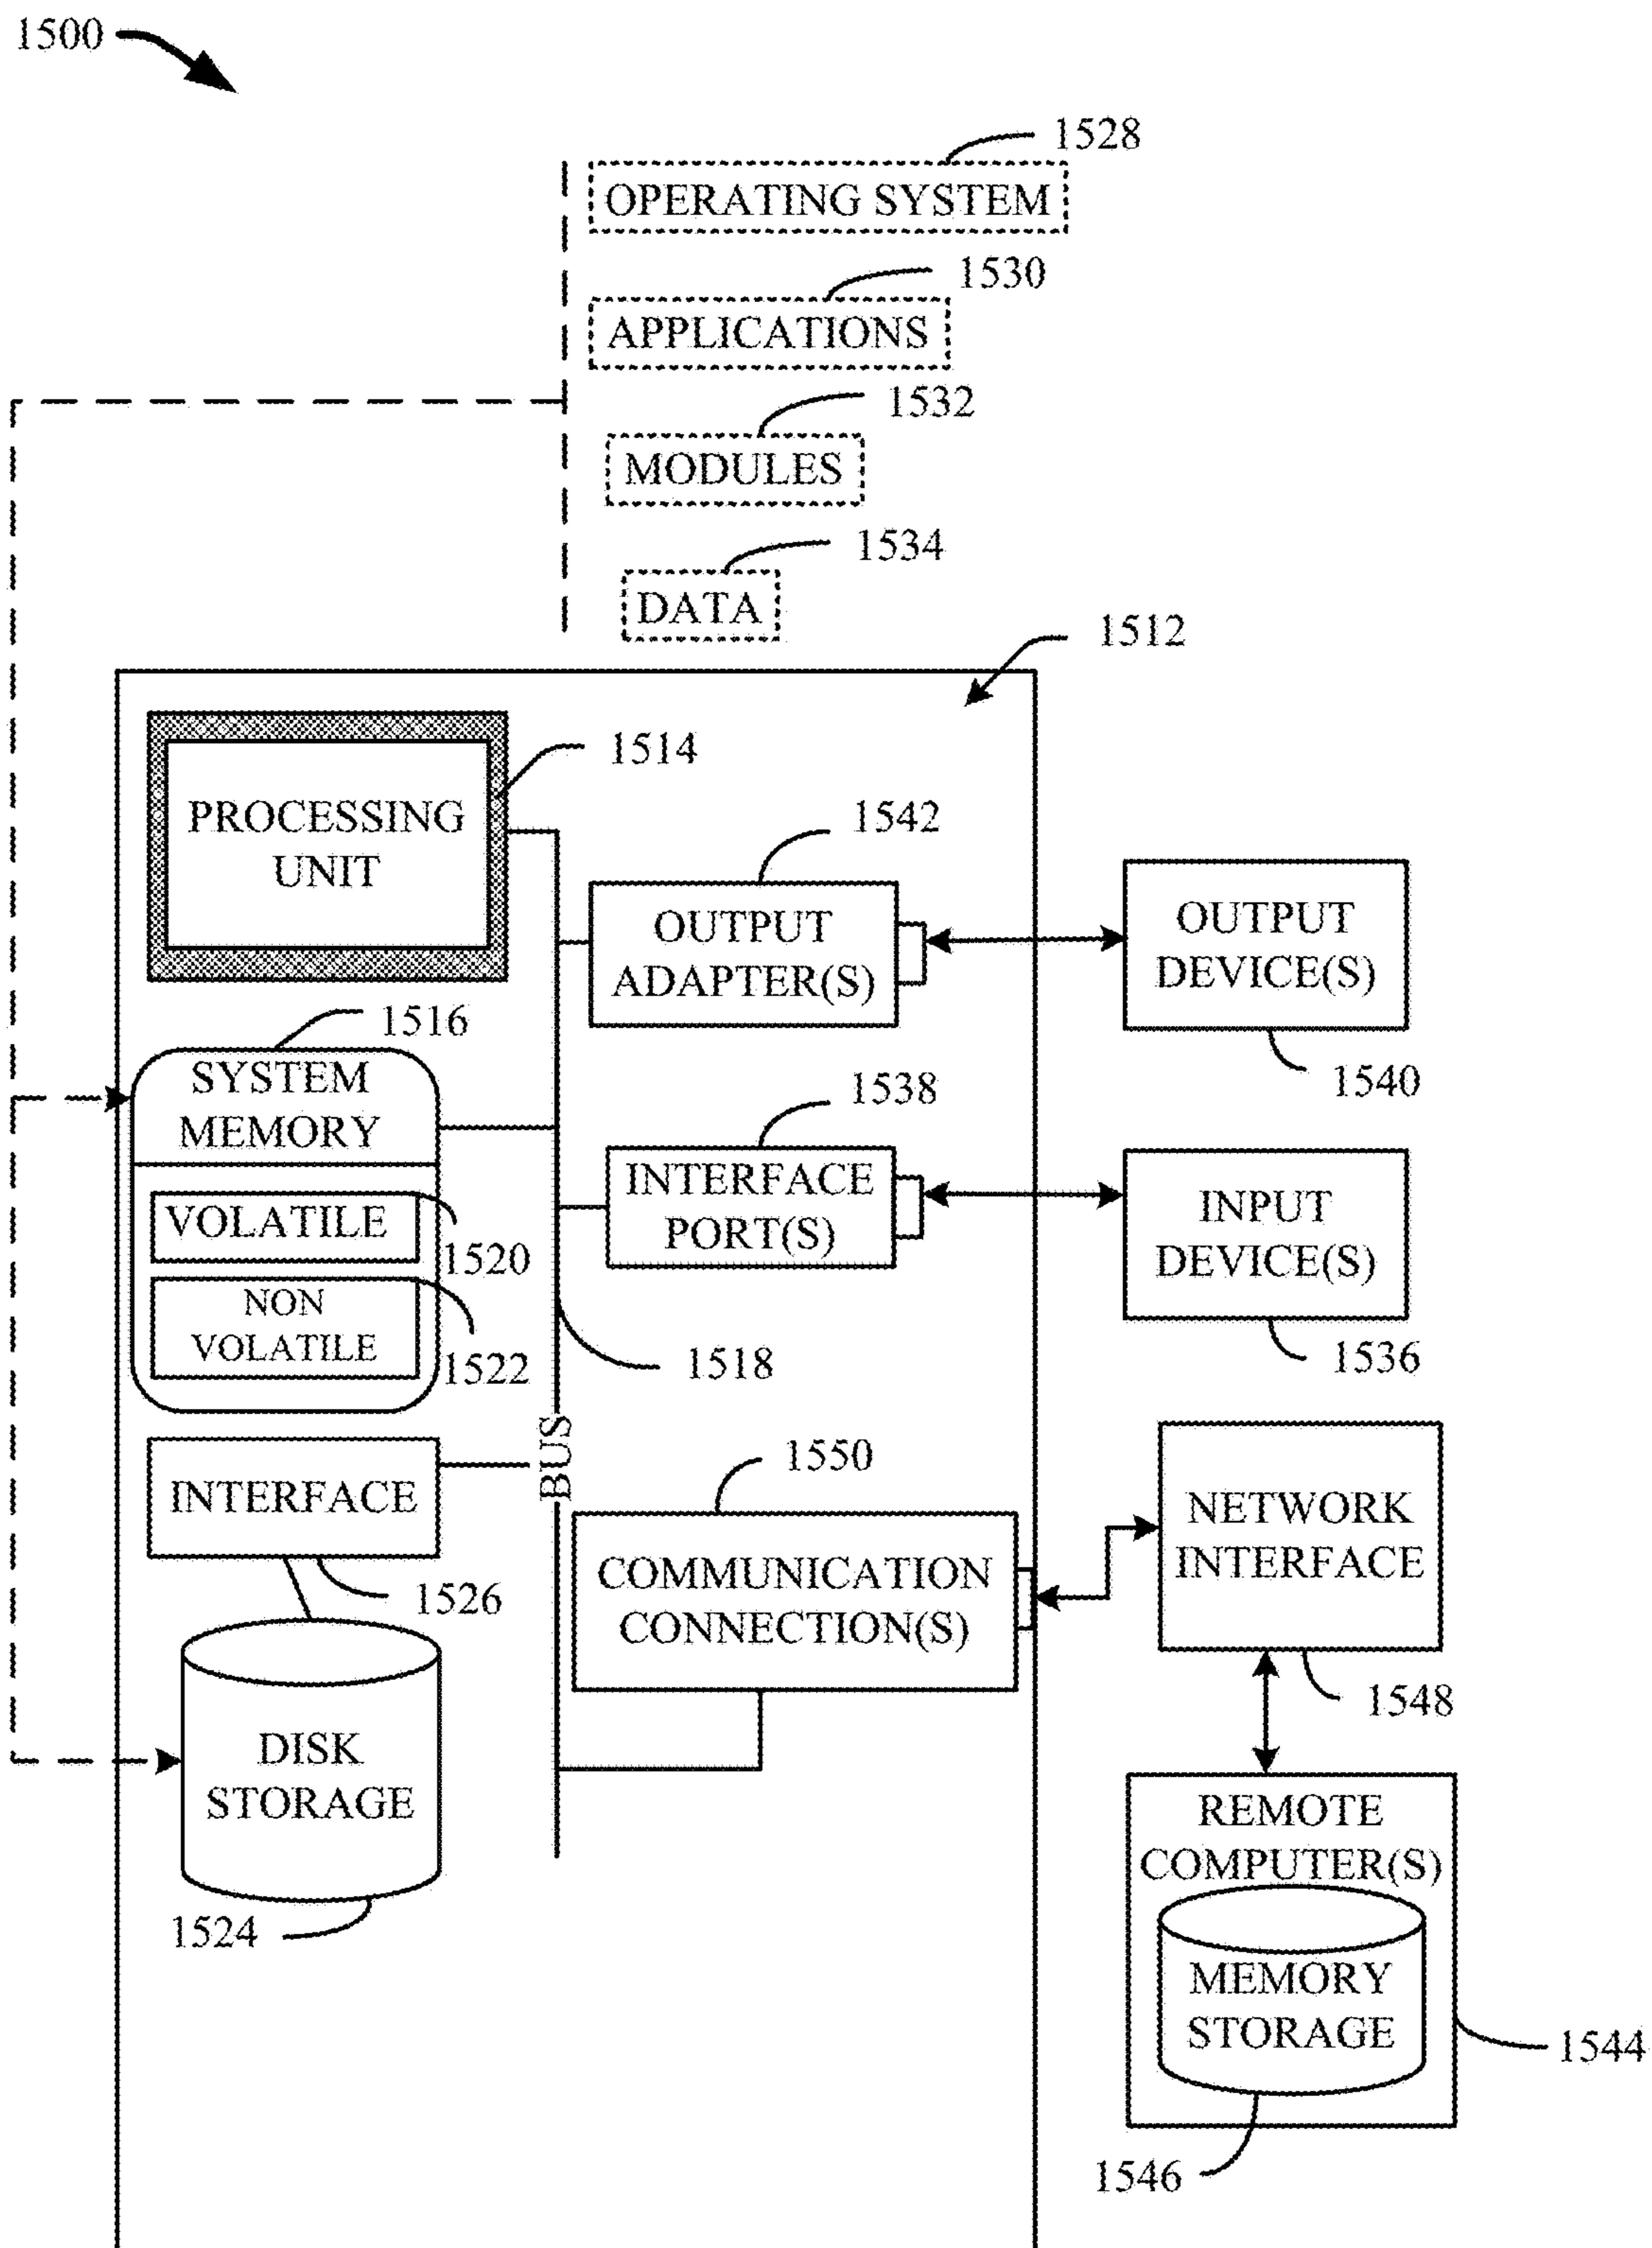 1500
1528
OPERATING SYSTEM
1530
APPLICATIONS
1532
MODULES
1534
DATA
1512
1514
PROCESSING
UNIT
1542
OUTPUT
ADAPTER(S)
OUTPUT
DEVICE(S)
1540
1516
SYSTEM
MEMORY
VOLATILE
1520
NON
VOLATILE
1522
1538
INTERFACE
PORT(S)
INPUT
DEVICE(S)
1536
1518
BUS
INTERFACE
1526
1550
COMMUNICATION
CONNECTION(S)
NETWORK
INTERFACE
1548
DISK
STORAGE
1524
REMOTE
COMPUTER(S)
MEMORY
STORAGE
1544
1546